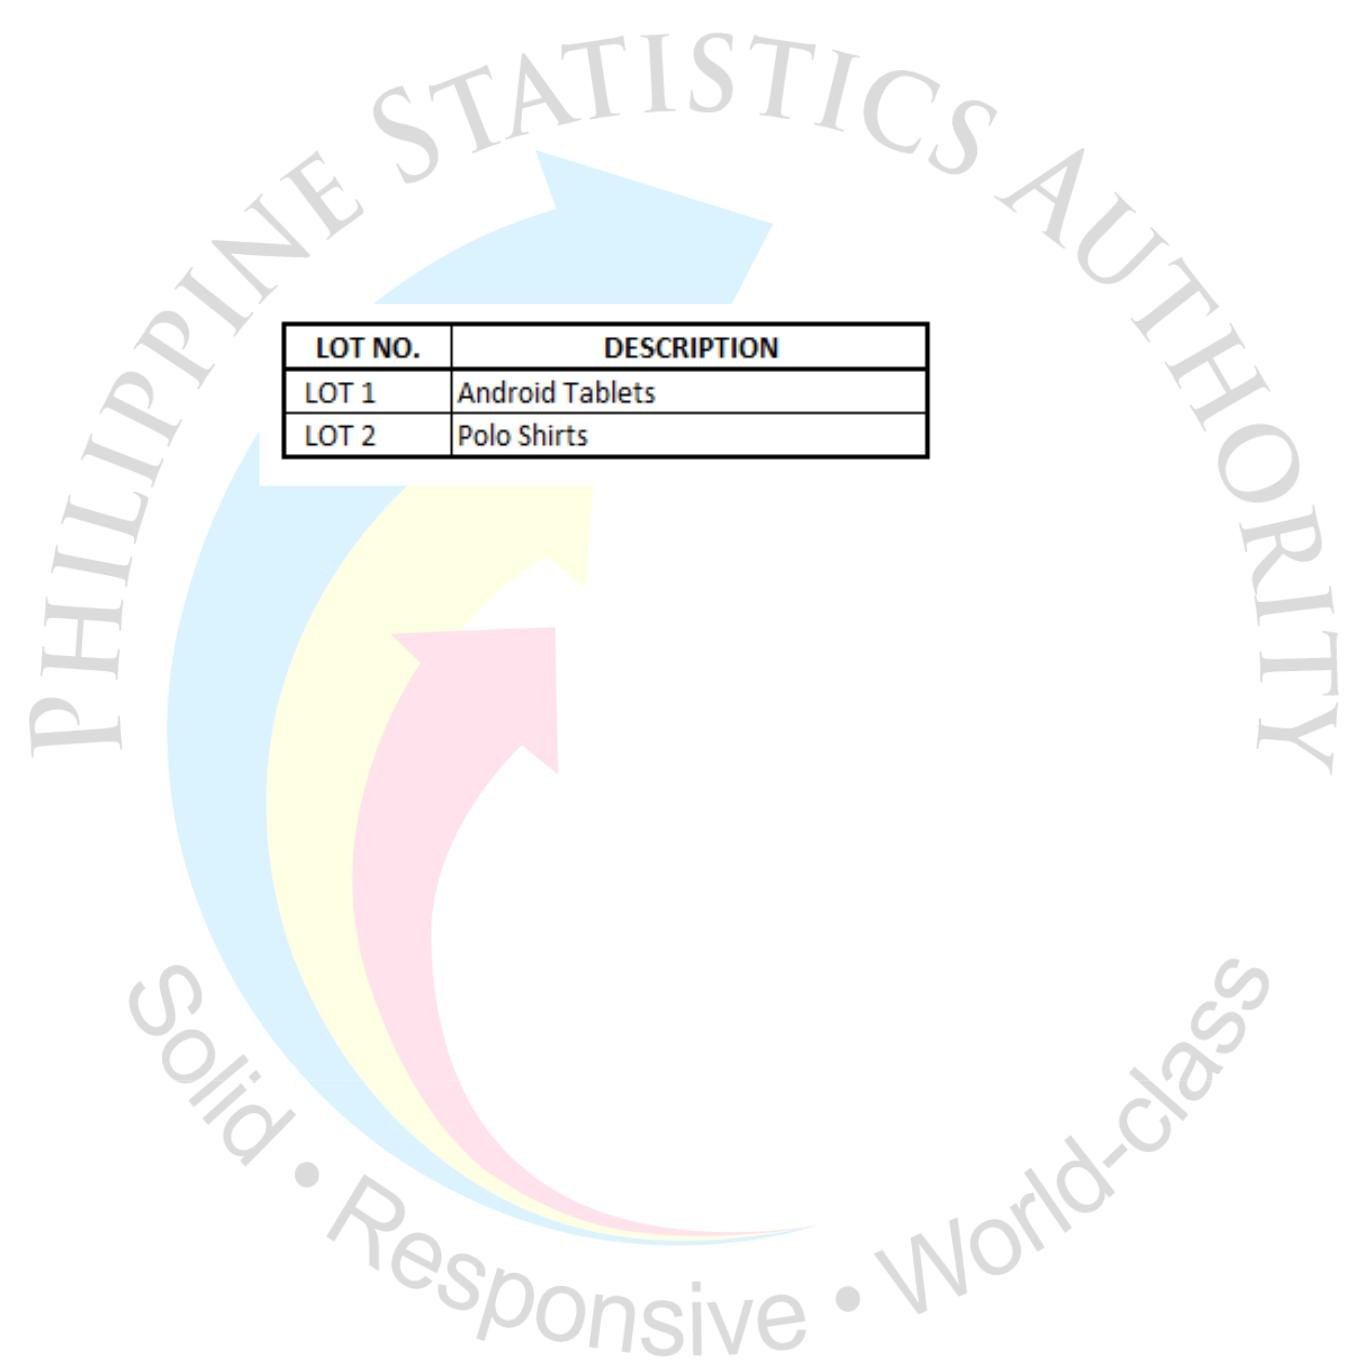 PHILIPPINE STATISTICS AUTHORITY
LOT NO. DESCRIPTION
LOT 1 Android Tablets
LOT 2 Polo Shirts
Solid • Responsive • World-class